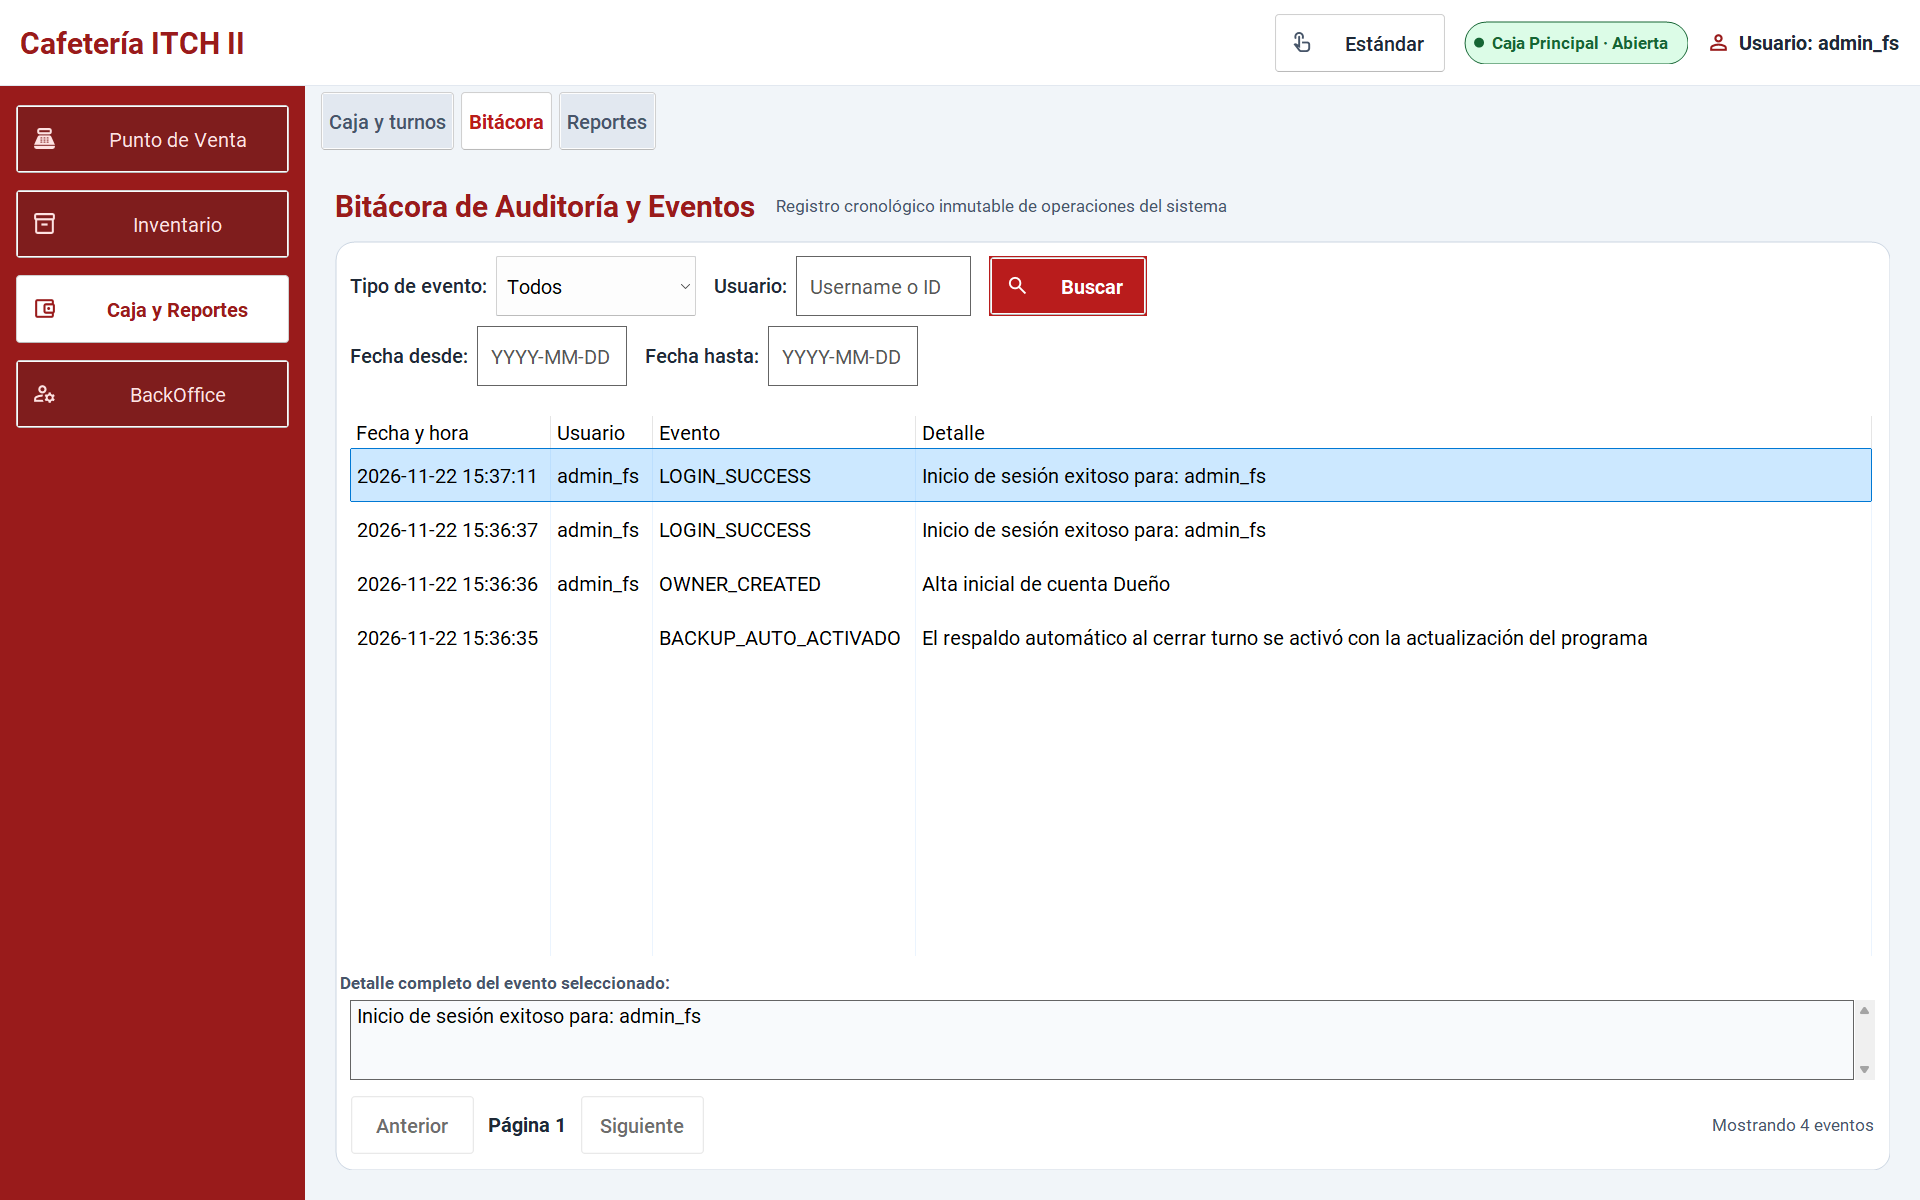 Cafetería ITCH II
Estándar
Caja Principal · Abierta
Usuario: admin_fs
Punto de Venta
Inventario
Caja y Reportes
BackOffice
Caja y turnos
Bitácora
Reportes
Bitácora de Auditoría y Eventos
Registro cronológico inmutable de operaciones del sistema
Tipo de evento: Todos Usuario: Username o ID Buscar
Fecha desde: YYYY-MM-DD Fecha hasta: YYYY-MM-DD
Fecha y hora Usuario Evento Detalle
2026-11-22 15:37:11 admin_fs LOGIN_SUCCESS Inicio de sesión exitoso para: admin_fs
2026-11-22 15:36:37 admin_fs LOGIN_SUCCESS Inicio de sesión exitoso para: admin_fs
2026-11-22 15:36:36 admin_fs OWNER_CREATED Alta inicial de cuenta Dueño
2026-11-22 15:36:35 BACKUP_AUTO_ACTIVADO El respaldo automático al cerrar turno se activó con la actualización del programa
Detalle completo del evento seleccionado:
Inicio de sesión exitoso para: admin_fs
Anterior Página 1 Siguiente
Mostrando 4 eventos